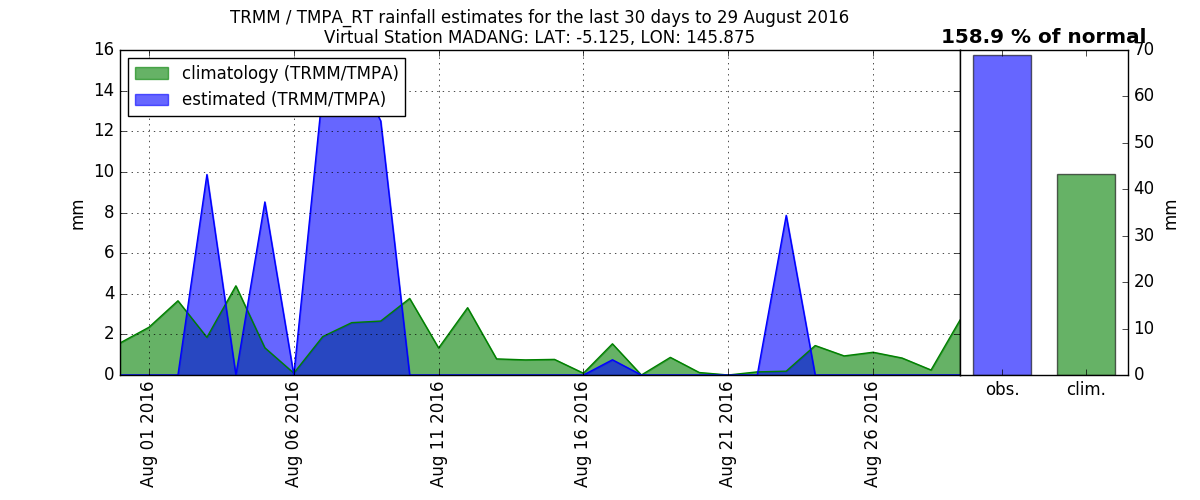 TRMM / TMPA_RT rainfall estimates for the last 30 days to 29 August 2016
Virtual Station MADANG: LAT: -5.125, LON: 145.875
158.9 % of normal
climatology (TRMM/TMPA)
estimated (TRMM/TMPA)
mm
16
14
12
10
8
6
4
2
0
Aug 01 2016
Aug 06 2016
Aug 11 2016
Aug 16 2016
Aug 21 2016
Aug 26 2016
obs.
clim.
70
60
50
40
30
20
10
0
mm